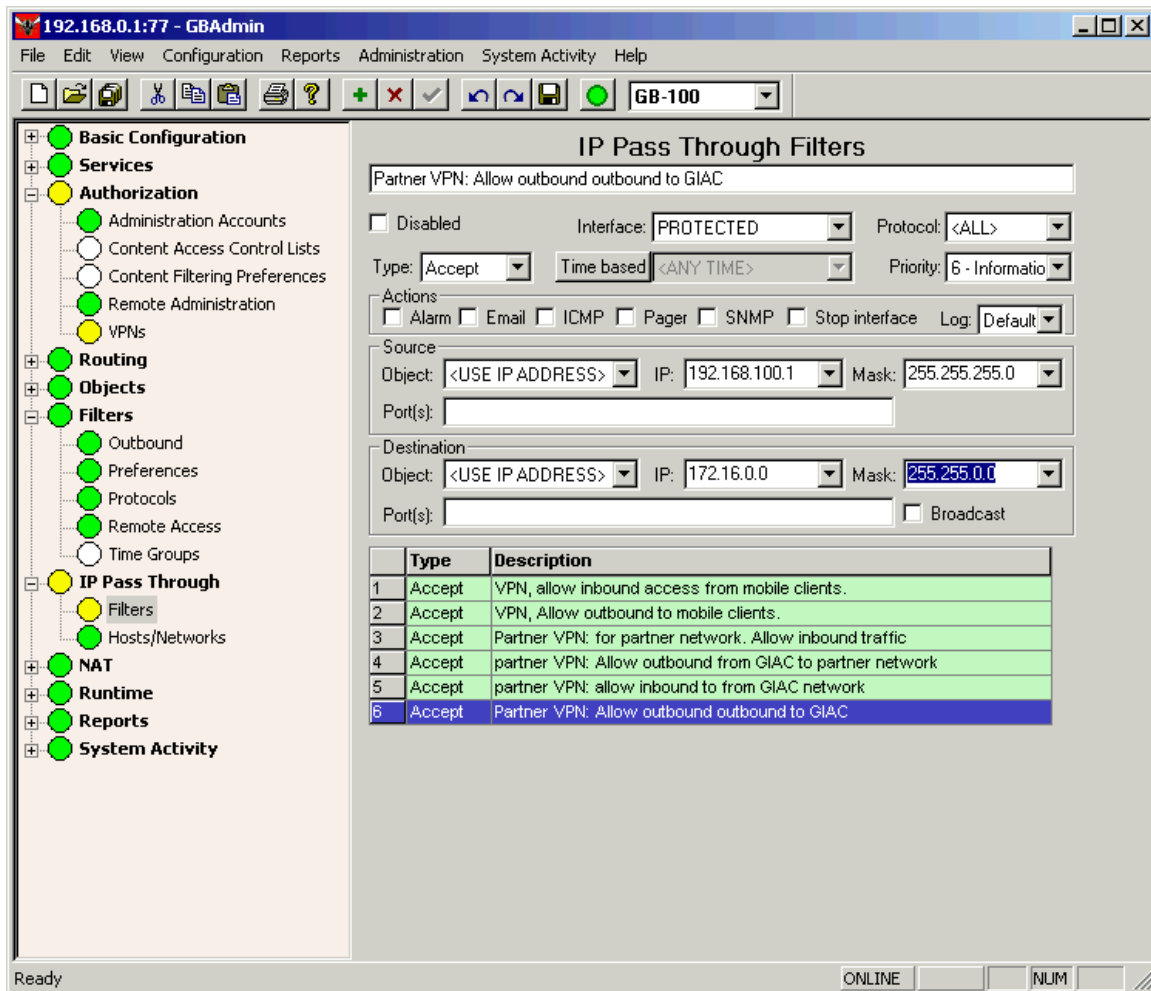 192.168.0.1:77 - GBAdmin
File Edit View Configuration Reports Administration System Activity Help
GB-100
Basic Configuration
Services
Authorization
Administration Accounts
Content Access Control Lists
Content Filtering Preferences
Remote Administration
VPNs
Routing
Objects
Filters
Outbound
Preferences
Protocols
Remote Access
Time Groups
IP Pass Through
Filters
Hosts/Networks
NAT
Runtime
Reports
System Activity
IP Pass Through Filters
Partner VPN: Allow outbound outbound to GIAC
Disabled Interface: PROTECTED Protocol: <ALL>
Type: Accept Time based <ANY TIME> Priority: 6 - Informatio
Actions
Alarm Email ICMP Pager SNMP Stop interface Log: Default
Source
Object: <USE IP ADDRESS> IP: 192.168.100.1 Mask: 255.255.255.0
Port(s):
Destination
Object: <USE IP ADDRESS> IP: 172.16.0.0 Mask: 255.255.0.0
Port(s): Broadcast
Type Description
1 Accept VPN, allow inbound access from mobile clients.
2 Accept VPN, Allow outbound to mobile clients.
3 Accept Partner VPN: for partner network. Allow inbound traffic
4 Accept partner VPN: Allow outbound from GIAC to partner network
5 Accept partner VPN: allow inbound to from GIAC network
6 Accept Partner VPN: Allow outbound outbound to GIAC
Ready ONLINE NUM